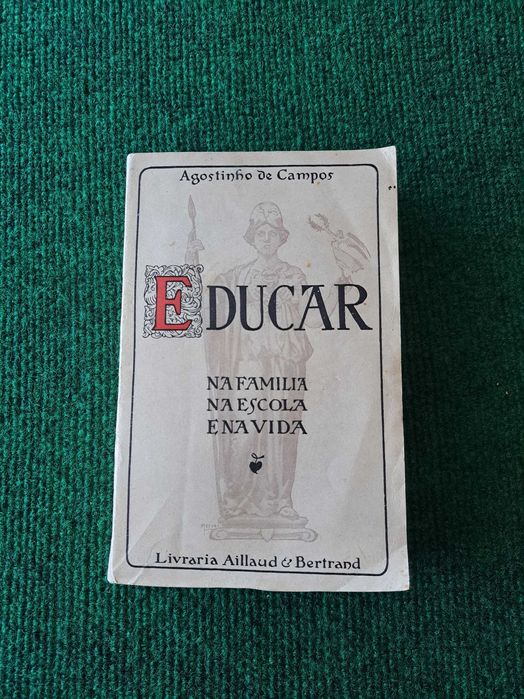 Agostinho de Campos
EDUCAR
NA FAMILIA
NA ESCOLA
E NA VIDA
Livraria Aillaud & Bertrand